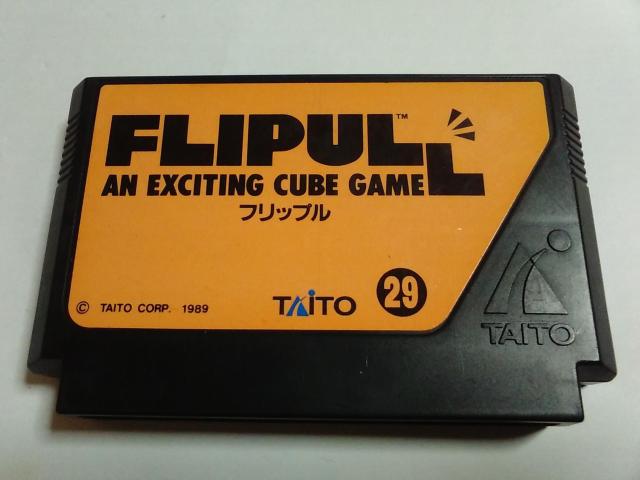 FLIPULL™
AN EXCITING CUBE GAME
フリップル
© TAITO CORP. 1989
TAITO
29
TAITO